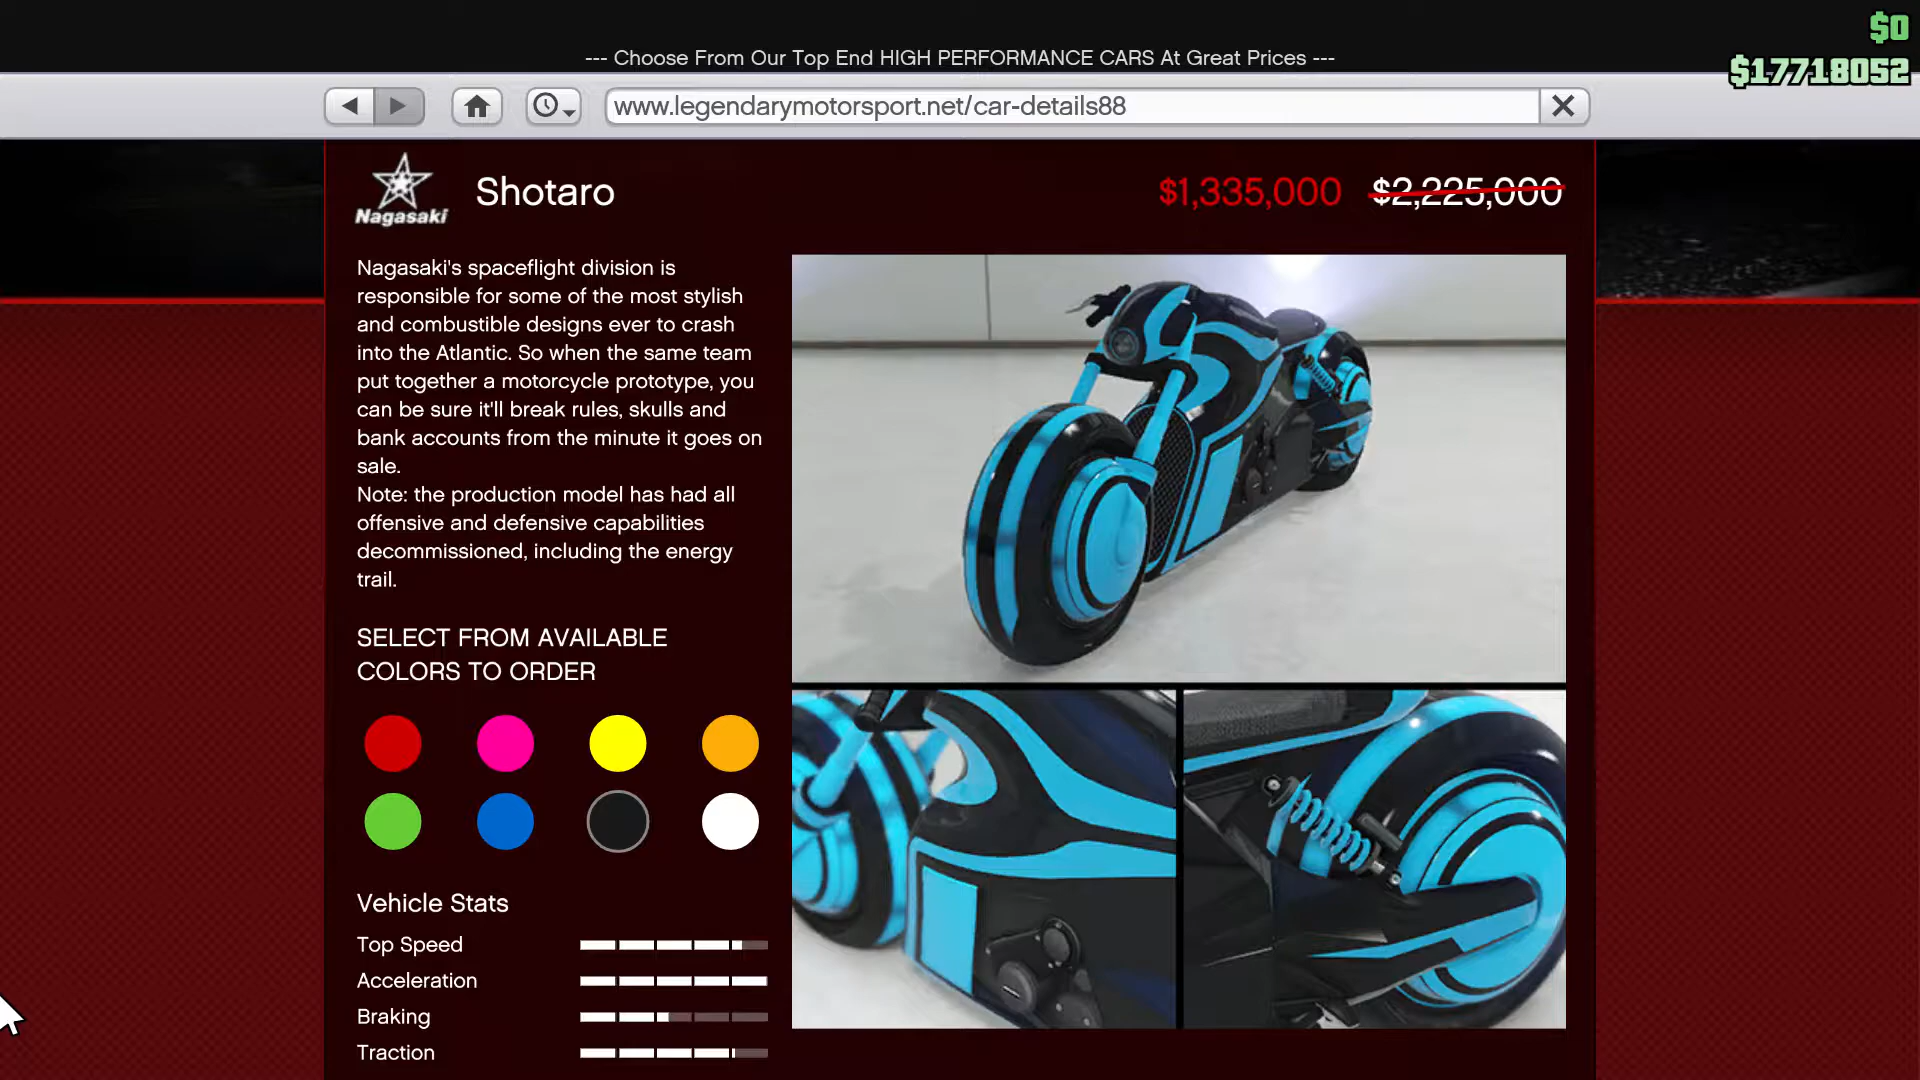 $0
--- Choose From Our Top End HIGH PERFORMANCE CARS At Great Prices ---
$17718052
www.legendarymotorsport.net/car-details88
Nagasaki
Shotaro
$1,335,000 $2,225,000
Nagasaki's spaceflight division is
responsible for some of the most stylish
and combustible designs ever to crash
into the Atlantic. So when the same team
put together a motorcycle prototype, you
can be sure it'll break rules, skulls and
bank accounts from the minute it goes on
sale.
Note: the production model has had all
offensive and defensive capabilities
decommissioned, including the energy
trail.
SELECT FROM AVAILABLE
COLORS TO ORDER
Vehicle Stats
Top Speed
Acceleration
Braking
Traction